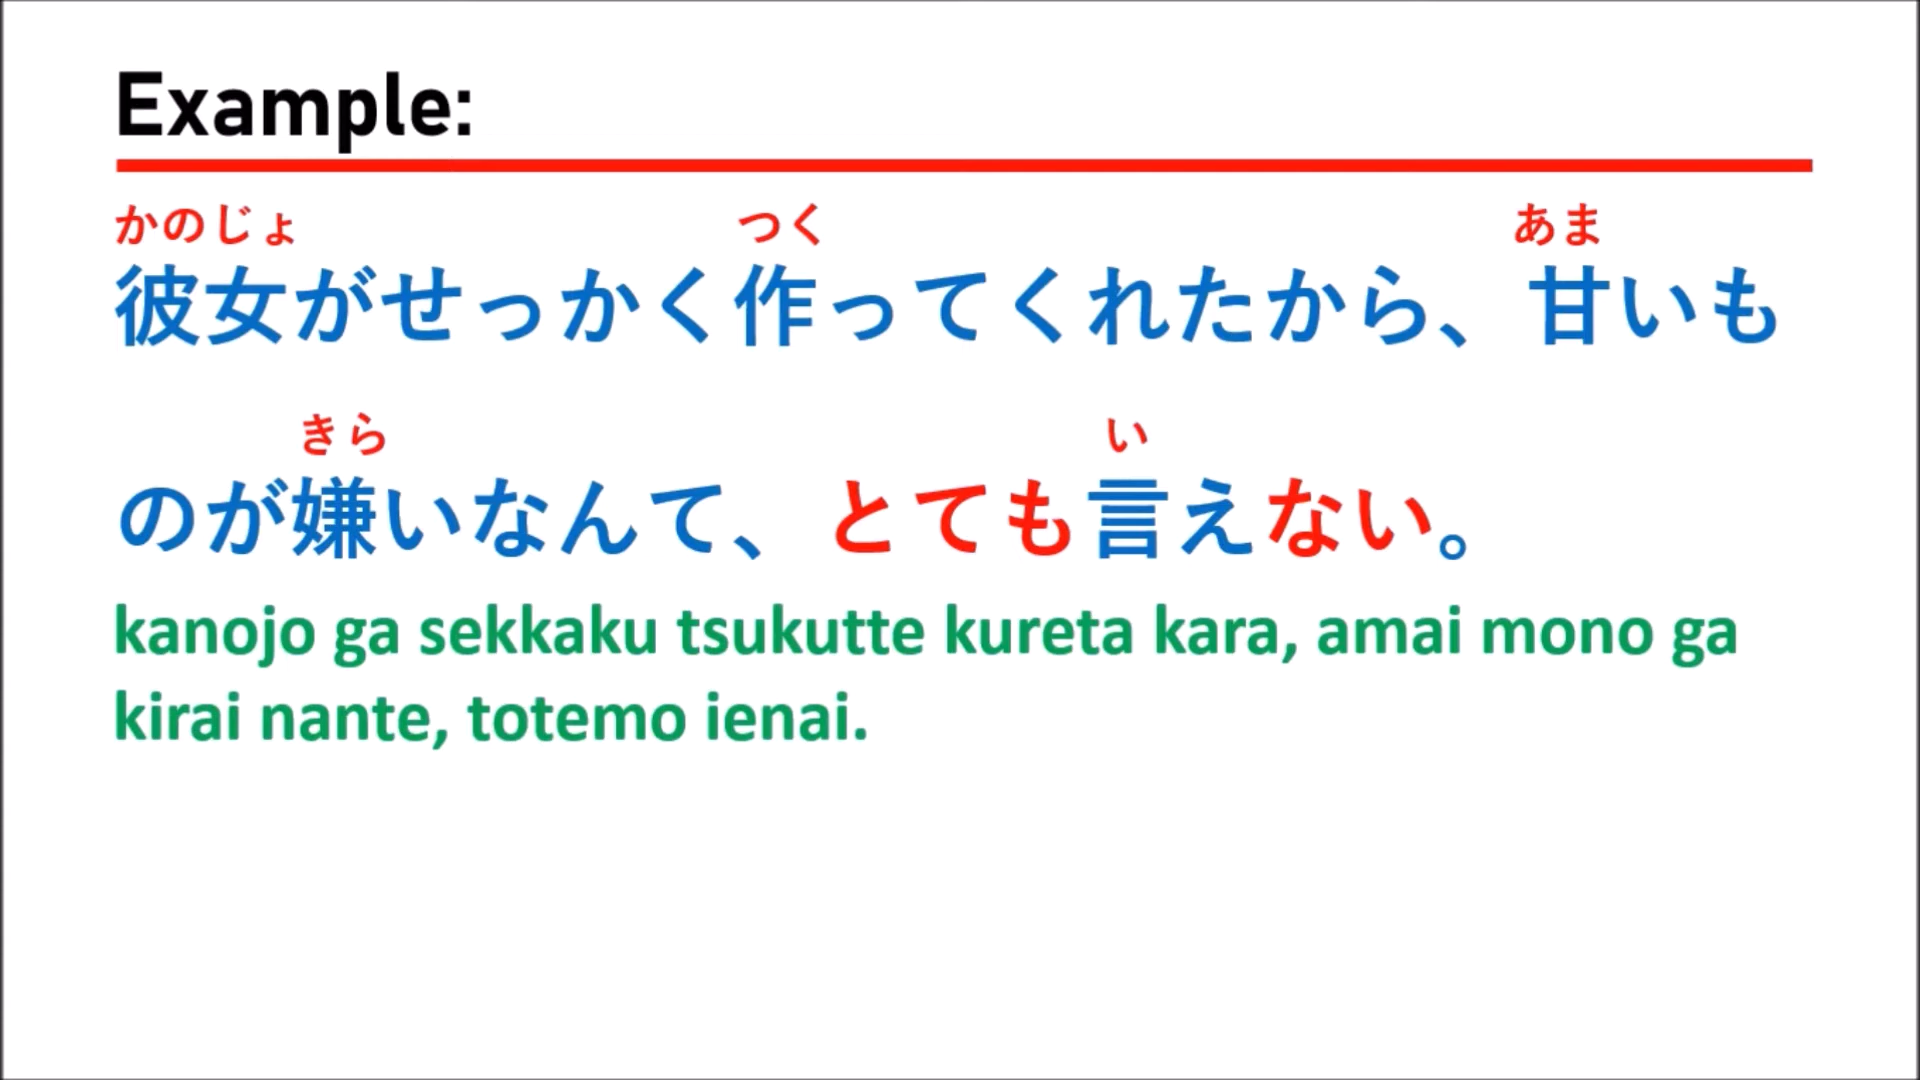 Example:
かのじょ つく あま
彼女がせっかく作ってくれたから、甘いも
きら い
のが嫌いなんて、とても言えない。
kanojo ga sekkaku tsukutte kureta kara, amai mono ga
kirai nante, totemo ienai.